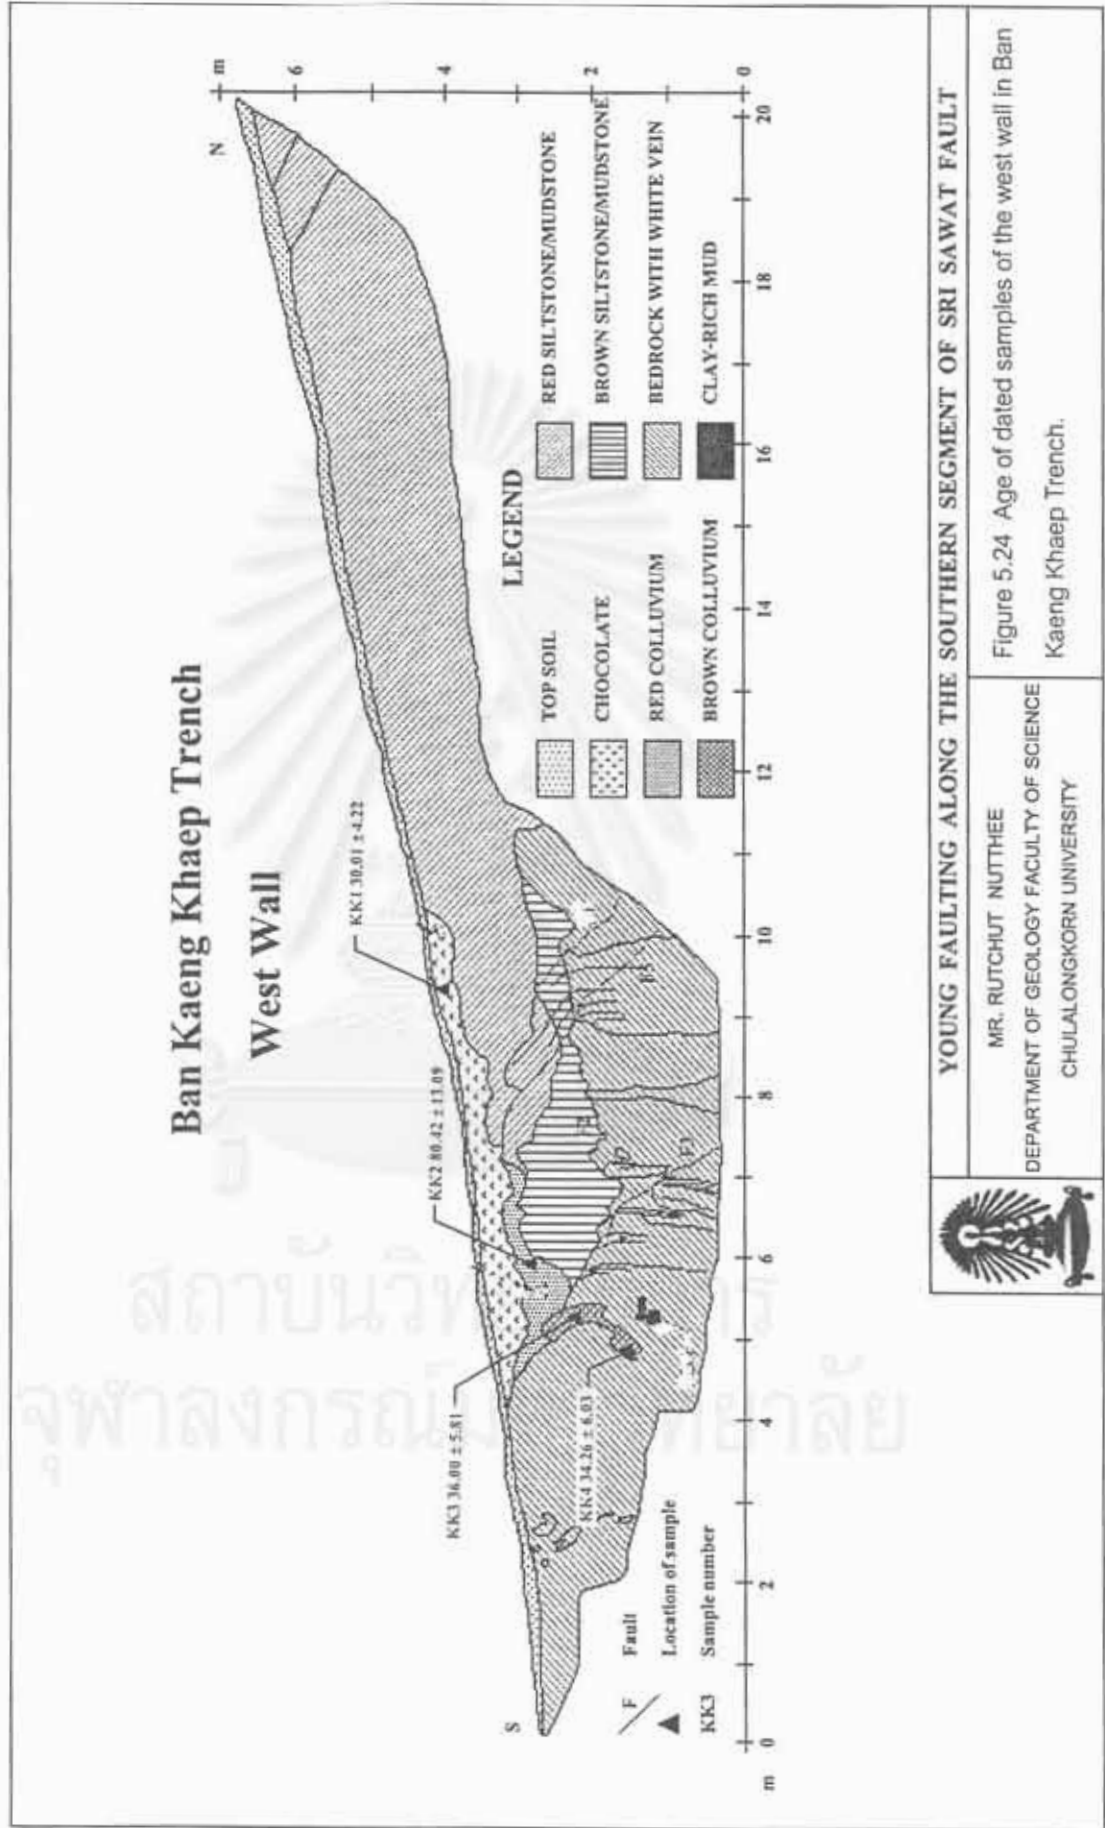 Ban Kaeng Khaep Trench
West Wall
N
m
6
4
2
0
S
KK3 36.00 ± 5.81
KK2 80.42 ± 13.09
KK1 30.01 ± 4.22
KK4 34.26 ± 6.03
F3
F5
F Fault
Location of sample
KK3 Sample number
LEGEND
TOP SOIL
CHOCOLATE
RED COLLUVIUM
BROWN COLLUVIUM
RED SILTSTONE/MUDSTONE
BROWN SILTSTONE/MUDSTONE
BEDROCK WITH WHITE VEIN
CLAY-RICH MUD
m
0 2 4 6 8 10 12 14 16 18 20
YOUNG FAULTING ALONG THE SOUTHERN SEGMENT OF SRI SAWAT FAULT
MR. RUTCHUT NUTTHEE
DEPARTMENT OF GEOLOGY FACULTY OF SCIENCE
CHULALONGKORN UNIVERSITY
Figure 5.24 Age of dated samples of the west wall in Ban
Kaeng Khaep Trench.